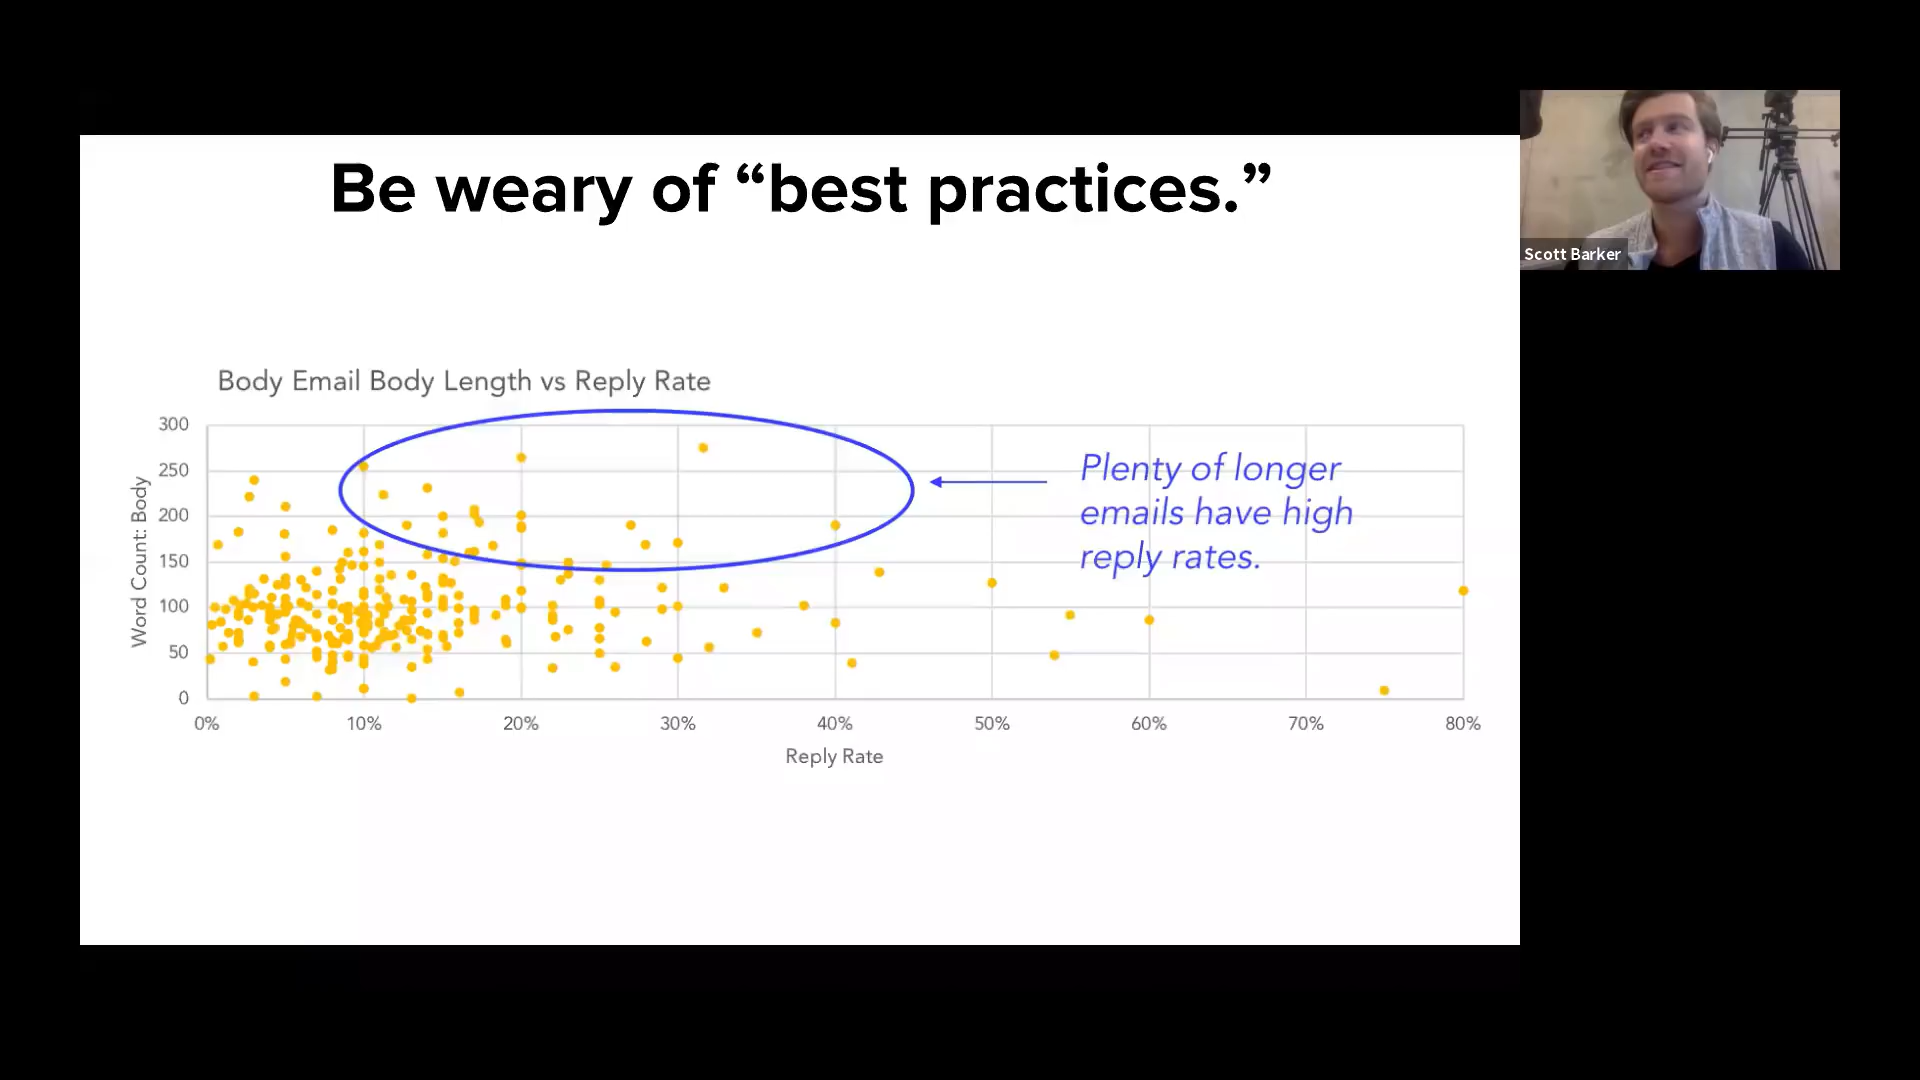 Be weary of “best practices.”
Scott Barker
Body Email Body Length vs Reply Rate
300
250
200
150
100
50
0
Word Count: Body
0% 10% 20% 30% 40% 50% 60% 70% 80%
Reply Rate
Plenty of longer
emails have high
reply rates.